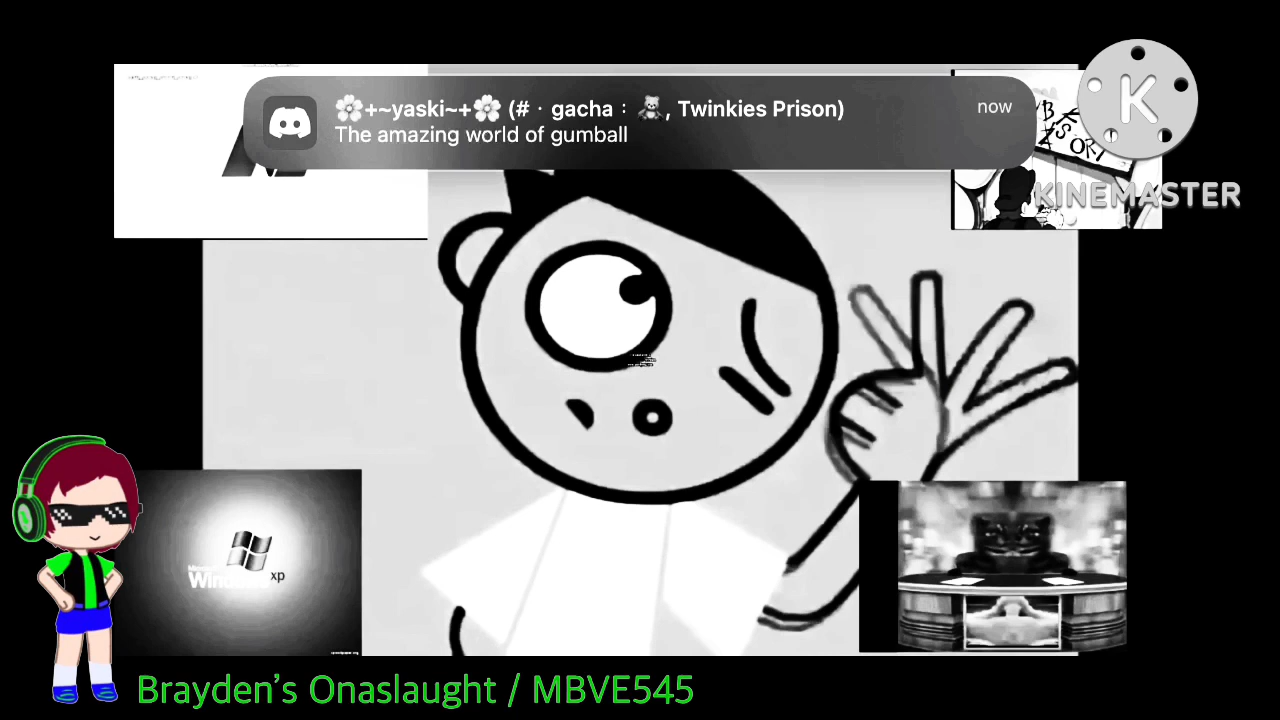 🌸+~yaski~+🌸 (#・gacha：🧸, Twinkies Prison)
now
The amazing world of gumball
K
KINEMASTER
Windows
xp
Brayden’s Onaslaught / MBVE545